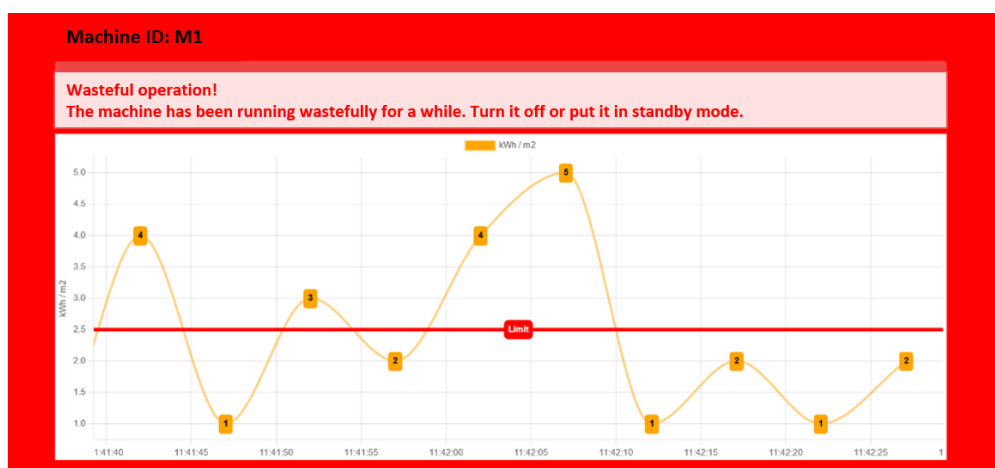 Machine ID: M1
Wasteful operation!
The machine has been running wastefully for a while. Turn it off or put it in standby mode.
kWh / m2
5.0
4.5
4.0
3.5
3.0
2.5
2.0
1.5
1.0
kWh / m2
4
1
3
2
4
5
1
2
1
2
Limit
1:41:40 11:41:45 11:41:50 11:41:55 11:42:00 11:42:05 11:42:10 11:42:15 11:42:20 11:42:25 1